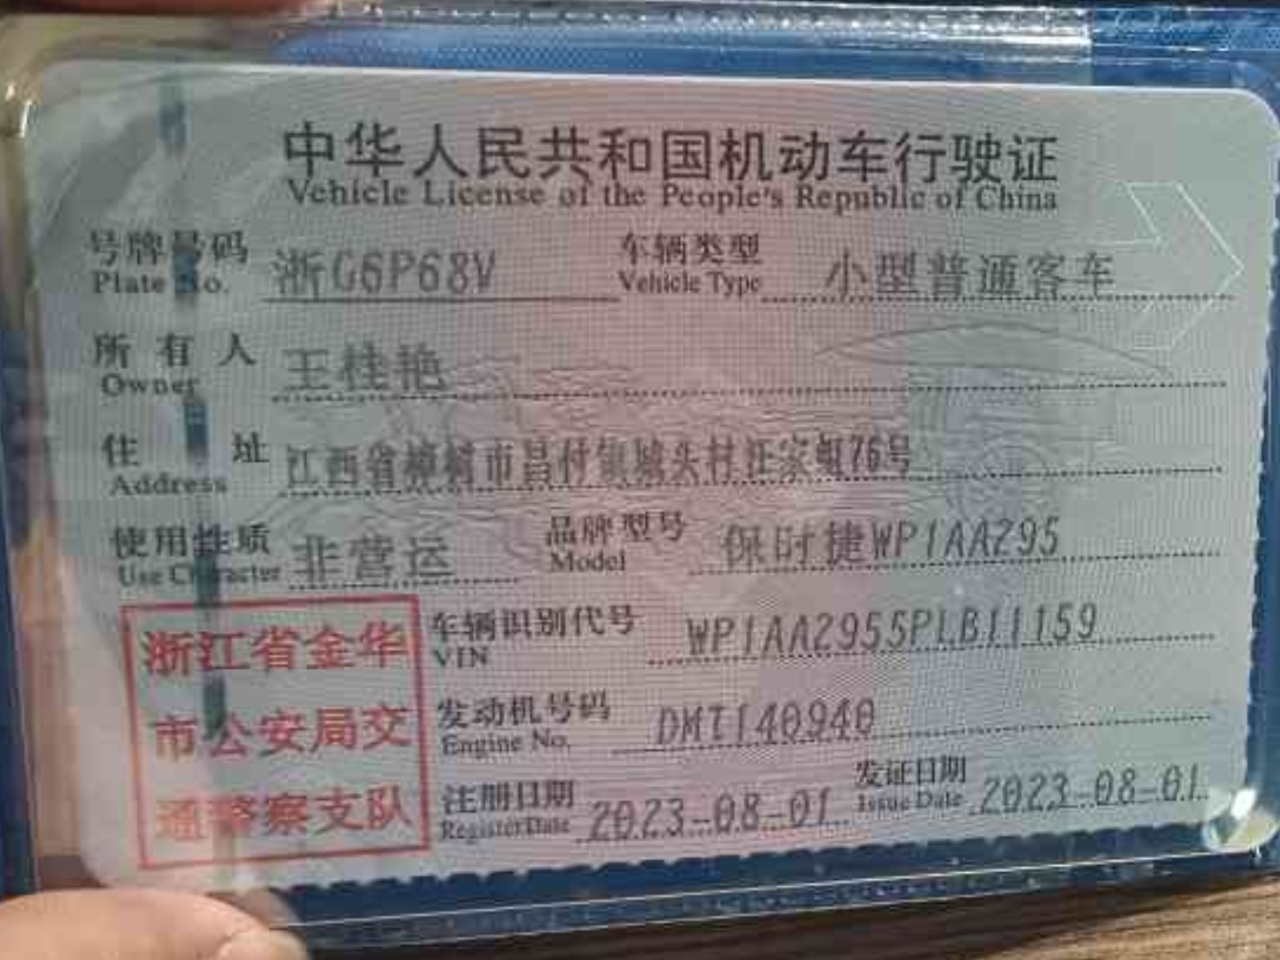 中华人民共和国机动车行驶证
Vehicle License of the People's Republic of China
号牌号码 浙G6P68V 车辆类型 小型普通客车
Plate No. Vehicle Type
所有人 王桂艳
Owner
住址 江西省樟树市昌付镇城头村汪家组76号
Address
使用性质 非营运 品牌型号 保时捷WP1AA295
Use Character Model
浙江省金华
市公安局交
通警察支队
车辆识别代号 WP1AA2955PLB11159
VIN
发动机号码 DMT140940
Engine No.
注册日期 2023-08-01 发证日期 2023-08-01
Register Date Issue Date